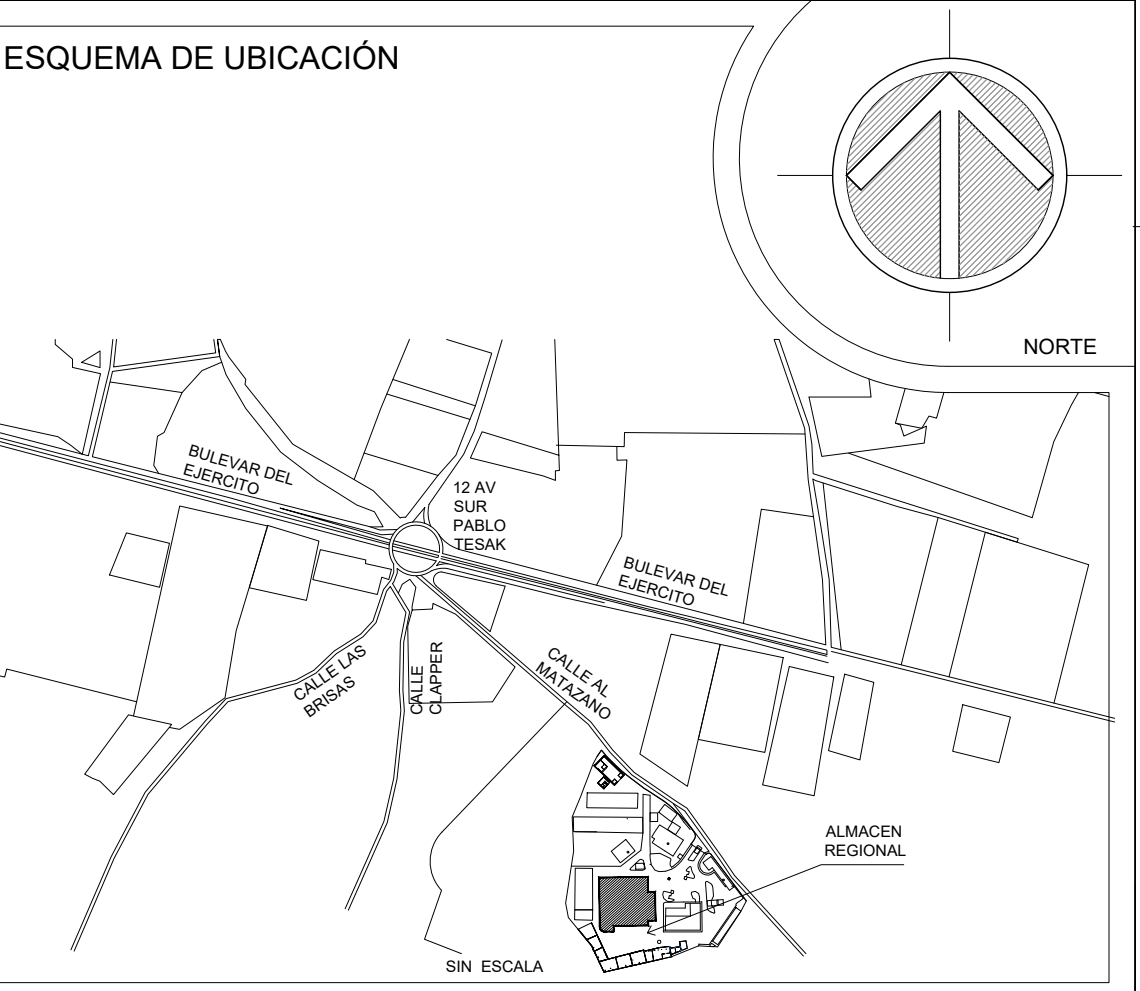 ESQUEMA DE UBICACIÓN
NORTE
BULEVAR DEL
EJERCITO
12 AV
SUR
PABLO
TESAK
BULEVAR DEL
EJERCITO
CALLE LAS
BRISAS
CALLE
CLAPPER
CALLE AL
MATAZANO
ALMACEN
REGIONAL
SIN ESCALA